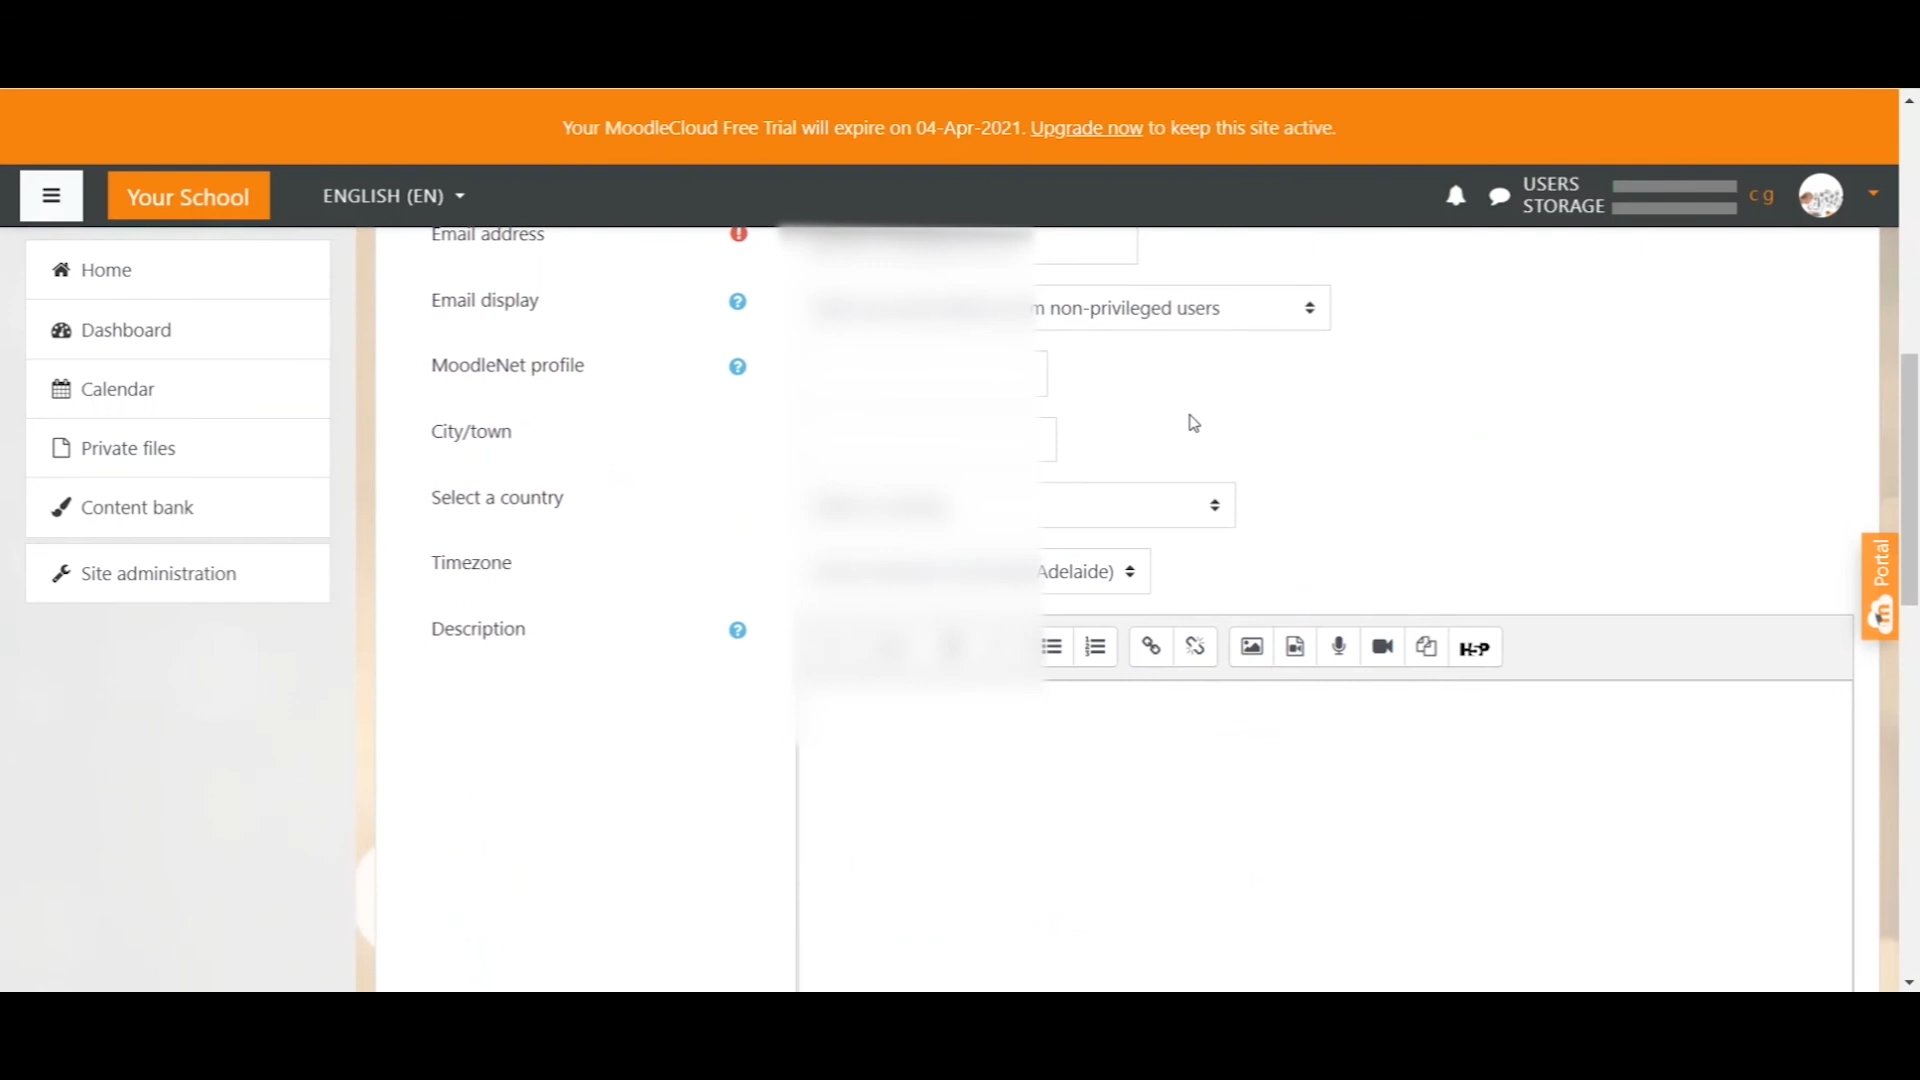 Your MoodleCloud Free Trial will expire on 04-Apr-2021. Upgrade now to keep this site active.
Your School
ENGLISH (EN)
USERS
STORAGE
c g
Home
Dashboard
Calendar
Private files
Content bank
Site administration
Email address
Email display
non-privileged users
MoodleNet profile
City/town
Select a country
Timezone
Adelaide)
Description
H5P
Portal